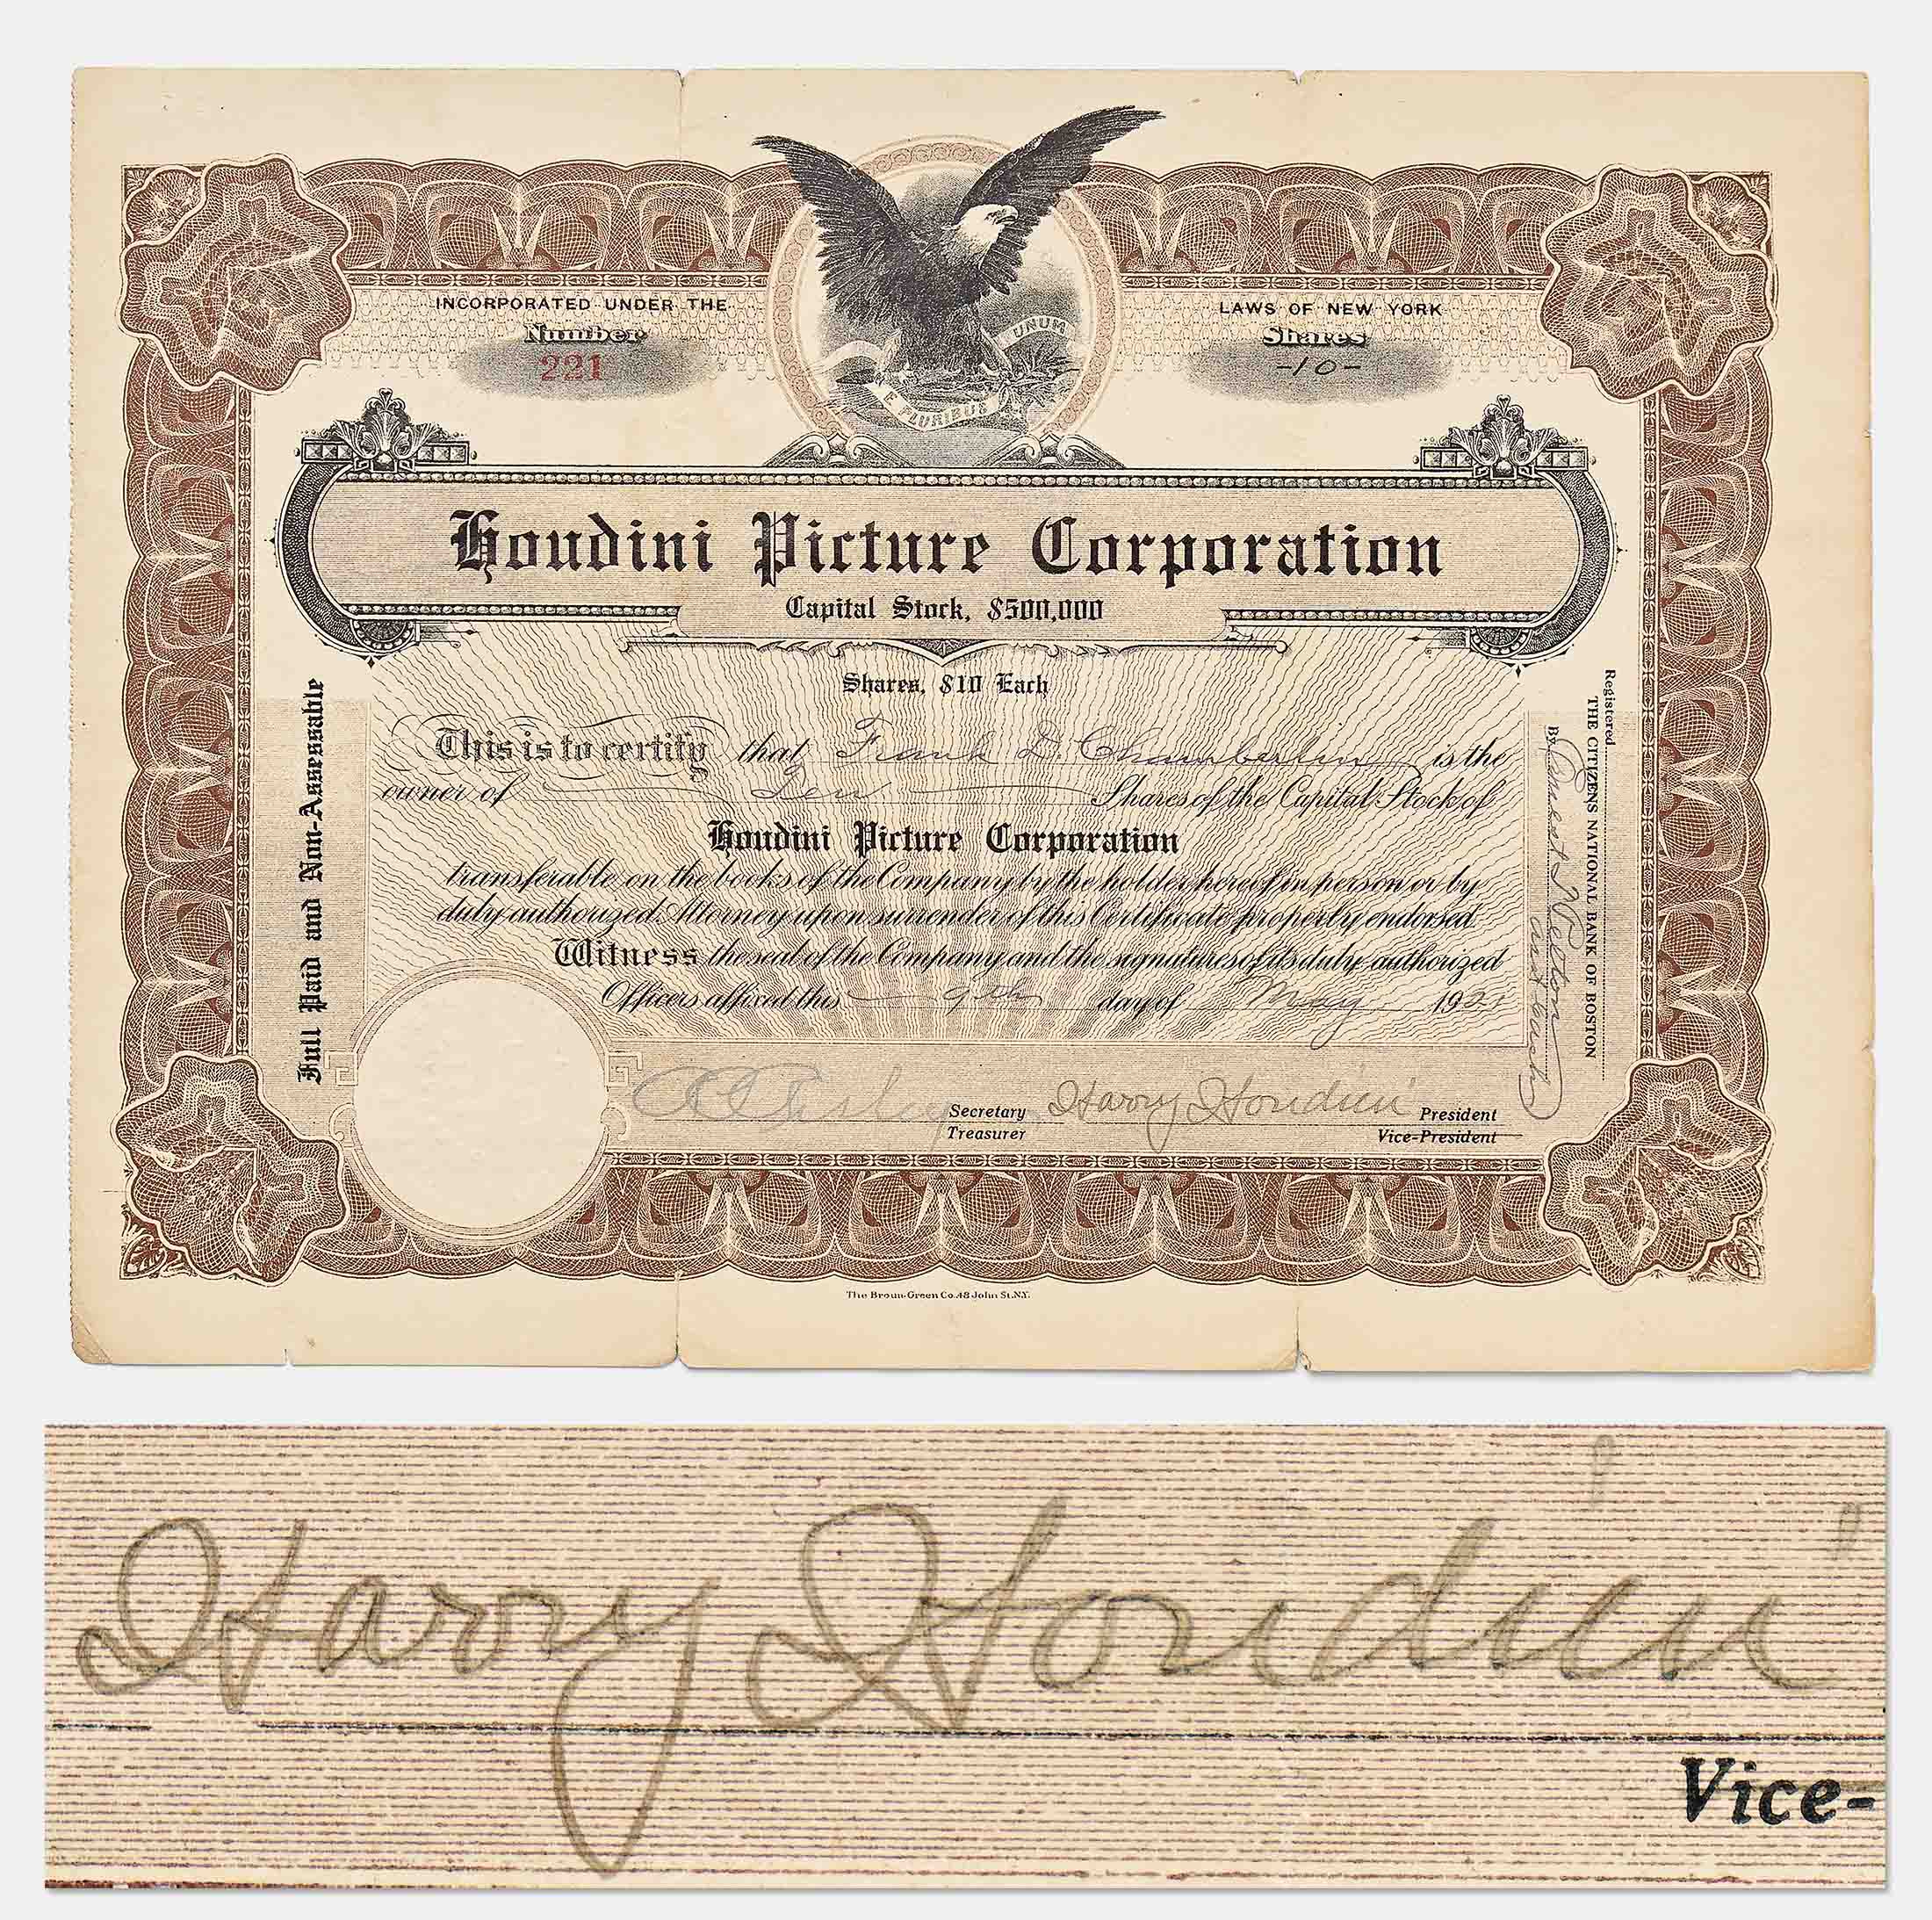 INCORPORATED UNDER THE
LAWS OF NEW YORK
Number
221
Shares
-10-
E PLURIBUS UNUM
Houdini Picture Corporation
Capital Stock, $500,000
Shares, $10 Each
This is to certify that Frank D. Chamberlin is the
owner of Ten Shares of the Capital Stock of
Houdini Picture Corporation
transferable on the books of the Company by the holder hereof in person or by
duly authorized Attorney upon surrender of this Certificate properly endorsed.
Witness the seal of the Company and the signatures of its duly authorized
Officers affixed this 9th day of May 1921
Full Paid and Non-Assessable
Registered
THE CITIZENS NATIONAL BANK OF BOSTON
By
Secretary
Treasurer
Harry Houdini President
Vice-President
The Broun-Green Co. 48 John St. N.Y.
Harry Houdini
Vice-